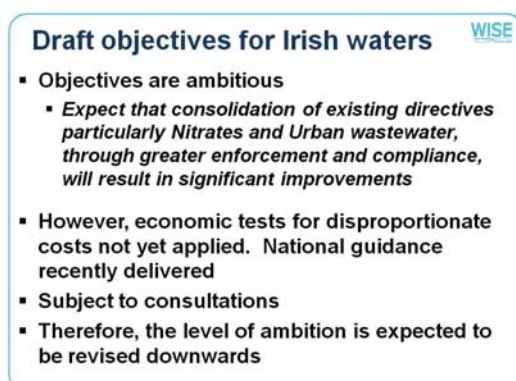 WISE
Draft objectives for Irish waters
▪ Objectives are ambitious
▪ Expect that consolidation of existing directives
particularly Nitrates and Urban wastewater,
through greater enforcement and compliance,
will result in significant improvements
▪ However, economic tests for disproportionate
costs not yet applied. National guidance
recently delivered
▪ Subject to consultations
▪ Therefore, the level of ambition is expected to
be revised downwards